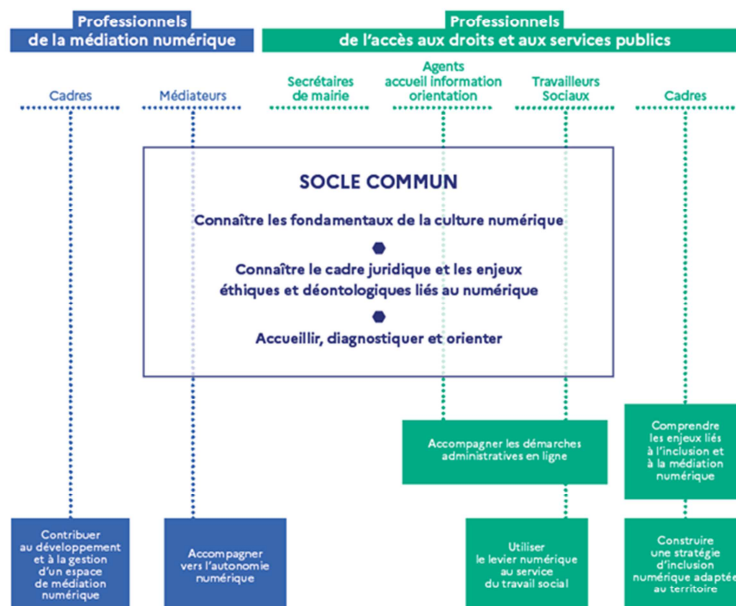 Professionnels
de la médiation numérique
Professionnels
de l'accès aux droits et aux services publics
Cadres
Médiateurs
Secrétaires
de mairie
Agents
accueil information
orientation
Travailleurs
Sociaux
Cadres
SOCLE COMMUN
Connaître les fondamentaux de la culture numérique
Connaître le cadre juridique et les enjeux
éthiques et déontologiques liés au numérique
Accueillir, diagnostiquer et orienter
Accompagner les démarches
administratives en ligne
Comprendre
les enjeux liés
à l'inclusion et
à la médiation
numérique
Contribuer
au développement
et à la gestion
d'un espace
de médiation
numérique
Accompagner
vers l'autonomie
numérique
Utiliser
le levier numérique
au service
du travail social
Construire
une stratégie
d'inclusion
numérique adaptée
au territoire